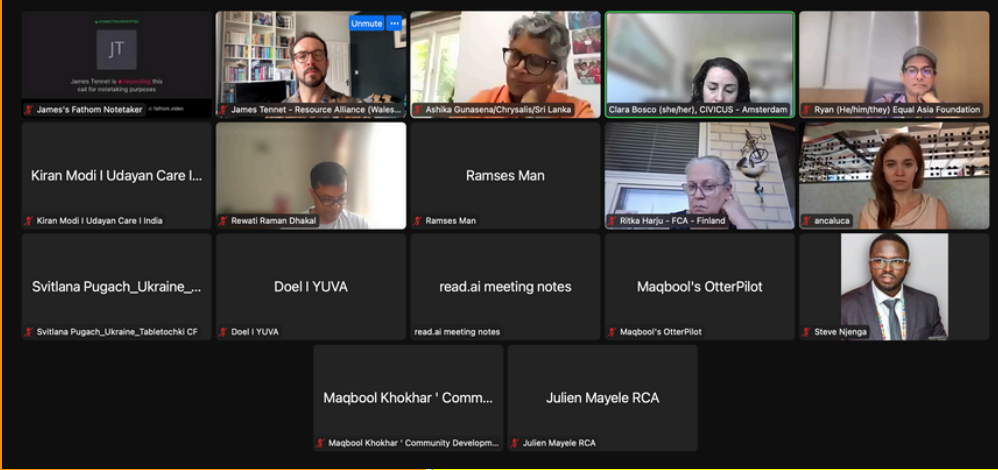 CONNECTION ENCRYPTED
JT
James Tennet is recording this
call for notetaking purposes
James's Fathom Notetaker
fathom.video
Unmute
James Tennet - Resource Alliance (Wales...
Ashika Gunasena/Chrysalis/Sri Lanka
Clara Bosco (she/her), CIVICUS - Amsterdam
Ryan (He/him/they) Equal Asia Foundation
Kiran Modi I Udayan Care I...
Kiran Modi I Udayan Care I India
Rewati Raman Dhakal
Ramses Man
Ramses Man
Ritka Harju - FCA - Finland
ancaluca
Svitlana Pugach_Ukraine_...
Svitlana Pugach_Ukraine_Tabletochki CF
Doel I YUVA
Doel I YUVA
read.ai meeting notes
read.ai meeting notes
Maqbool's OtterPilot
Maqbool's OtterPilot
Steve Njenga
Maqbool Khokhar ' Comm...
Maqbool Khokhar ' Community Developm...
Julien Mayele RCA
Julien Mayele RCA